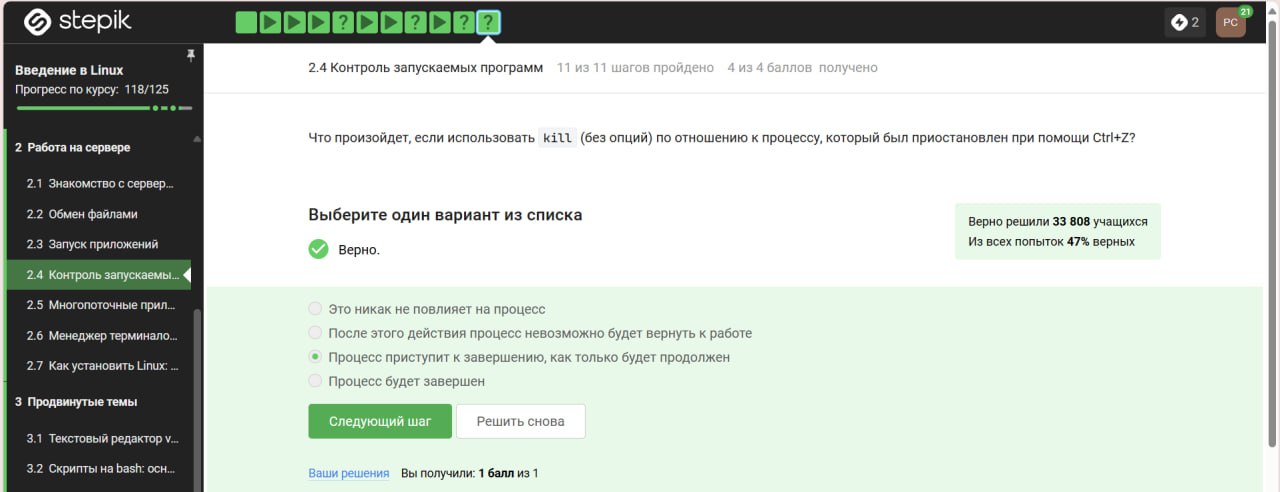 stepik
? ? ? ?
2
PC
21
Введение в Linux
Прогресс по курсу: 118/125
2 Работа на сервере
2.1 Знакомство с сервер...
2.2 Обмен файлами
2.3 Запуск приложений
2.4 Контроль запускаемы...
2.5 Многопоточные прил...
2.6 Менеджер терминало...
2.7 Как установить Linux: ...
3 Продвинутые темы
3.1 Текстовый редактор v...
3.2 Скрипты на bash: осн...
2.4 Контроль запускаемых программ 11 из 11 шагов пройдено 4 из 4 баллов получено
Что произойдет, если использовать kill (без опций) по отношению к процессу, который был приостановлен при помощи Ctrl+Z?
Выберите один вариант из списка
Верно.
Верно решили 33 808 учащихся
Из всех попыток 47% верных
Это никак не повлияет на процесс
После этого действия процесс невозможно будет вернуть к работе
Процесс приступит к завершению, как только будет продолжен
Процесс будет завершен
Следующий шаг
Решить снова
Ваши решения Вы получили: 1 балл из 1